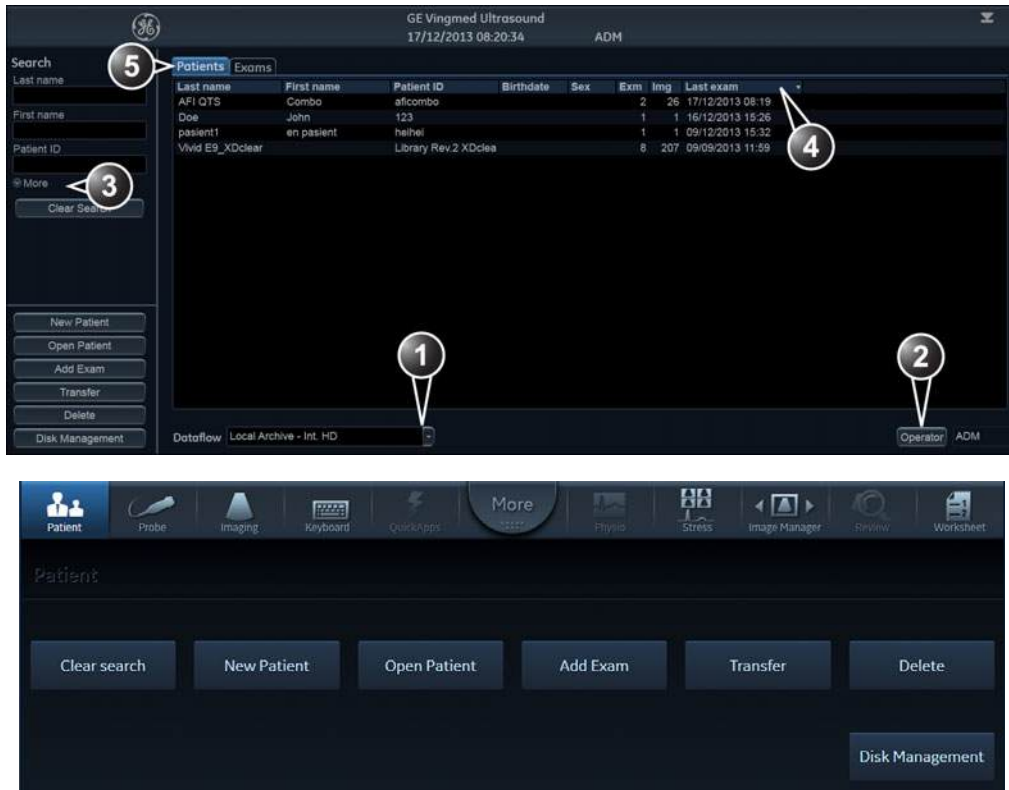 GE Vingmed Ultrasound
17/12/2013 08:20:34 ADM
Search
Last name
First name
Patient ID
More
Clear Search
New Patient
Open Patient
Add Exam
Transfer
Delete
Disk Management
5
3
Patients Exams
Last name First name Patient ID Birthdate Sex Exm Img Last exam
AFI QTS Combo aficombo 2 26 17/12/2013 08:19
Doe John 123 1 1 16/12/2013 15:26
pasient1 en pasient heihei 1 1 09/12/2013 15:32
Vivid E9_XDclear Library Rev.2 XDclea 8 207 09/09/2013 11:59
4
1
2
Dataflow Local Archive - Int. HD Operator ADM
Patient Probe Imaging Keyboard QuickApps More Physio Stress Image Manager Review Worksheet
Patient
Clear search New Patient Open Patient Add Exam Transfer Delete
Disk Management